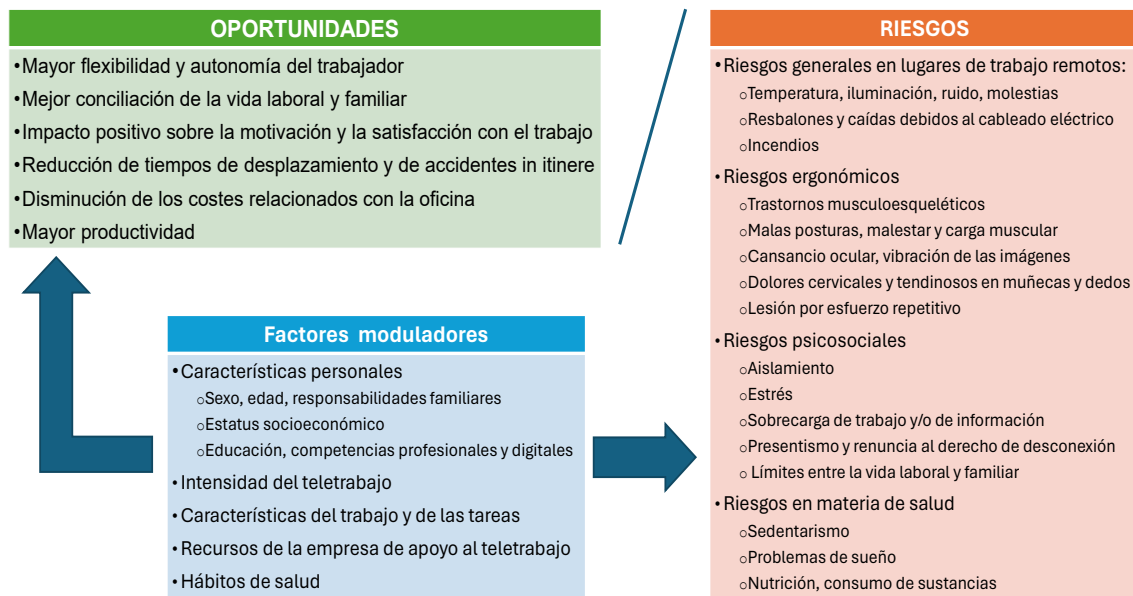 OPORTUNIDADES
•Mayor flexibilidad y autonomía del trabajador
•Mejor conciliación de la vida laboral y familiar
•Impacto positivo sobre la motivación y la satisfacción con el trabajo
•Reducción de tiempos de desplazamiento y de accidentes in itinere
•Disminución de los costes relacionados con la oficina
•Mayor productividad
Factores moduladores
•Características personales
oSexo, edad, responsabilidades familiares
oEstatus socioeconómico
oEducación, competencias profesionales y digitales
•Intensidad del teletrabajo
•Características del trabajo y de las tareas
•Recursos de la empresa de apoyo al teletrabajo
•Hábitos de salud
RIESGOS
•Riesgos generales en lugares de trabajo remotos:
oTemperatura, iluminación, ruido, molestias
oResbalones y caídas debidos al cableado eléctrico
oIncendios
•Riesgos ergonómicos
oTrastornos musculoesqueléticos
oMalas posturas, malestar y carga muscular
oCansancio ocular, vibración de las imágenes
oDolores cervicales y tendinosos en muñecas y dedos
oLesión por esfuerzo repetitivo
•Riesgos psicosociales
oAislamiento
oEstrés
oSobrecarga de trabajo y/o de información
oPresentismo y renuncia al derecho de desconexión
o Límites entre la vida laboral y familiar
•Riesgos en materia de salud
oSedentarismo
oProblemas de sueño
oNutrición, consumo de sustancias